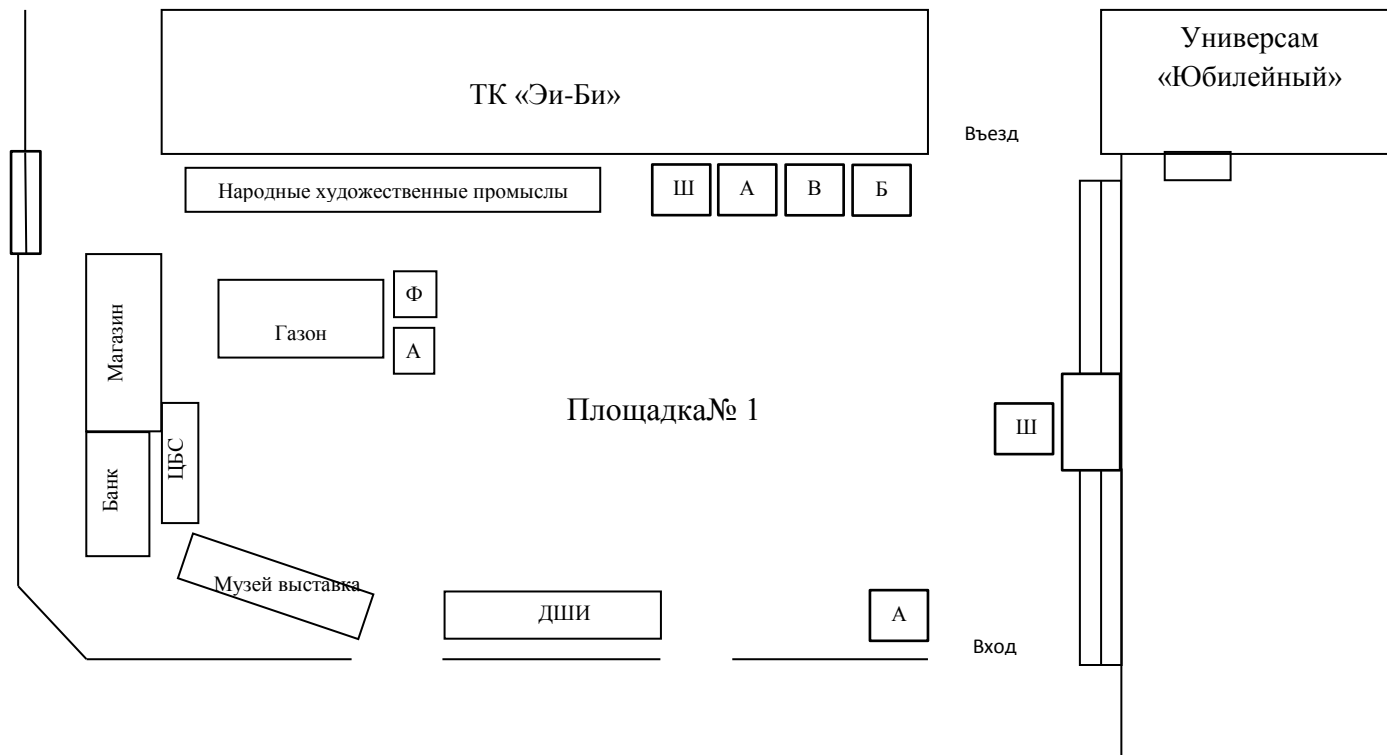 Универсам
«Юбилейный»
ТК «Эи-Би»
Въезд
Народные художественные промыслы
Ш
А
В
Б
Ф
Газон
А
Магазин
Площадка№ 1
Ш
ЦБС
Банк
Музей выставка
ДШИ
А
Вход